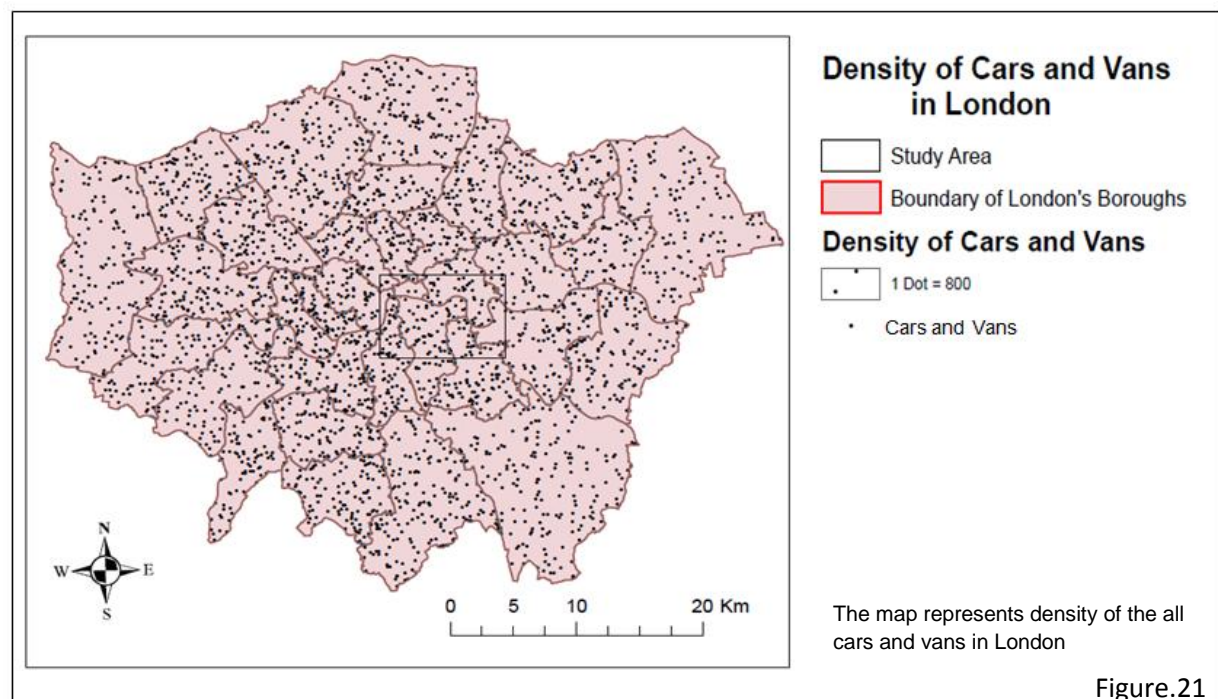 Density of Cars and Vans
in London
Study Area
Boundary of London's Boroughs
Density of Cars and Vans
1 Dot = 800
Cars and Vans
N
W E
S
0 5 10 20 Km
The map represents density of the all
cars and vans in London
Figure.21